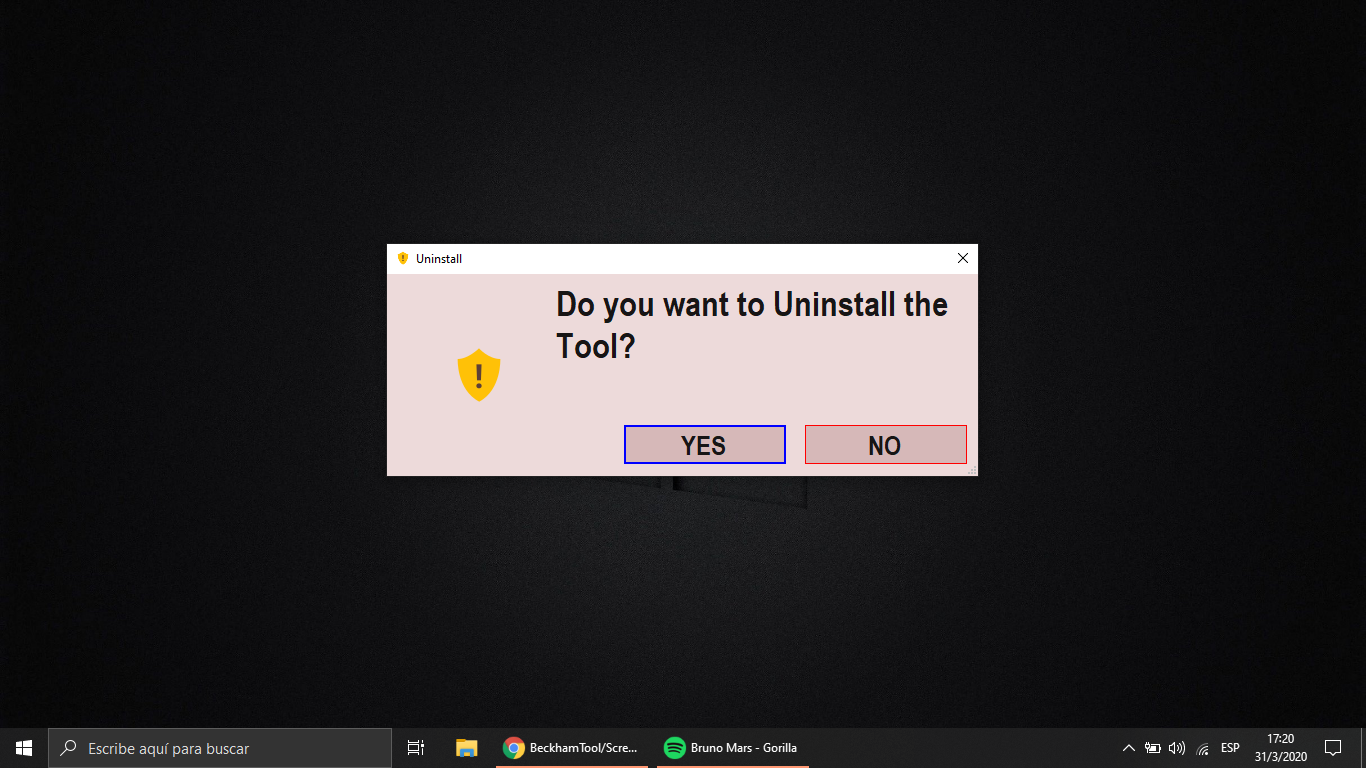 Uninstall
Do you want to Uninstall the
Tool?
YES
NO
Escribe aquí para buscar
BeckhamTool/Scre...
Bruno Mars - Gorilla
ESP
17:20
31/3/2020